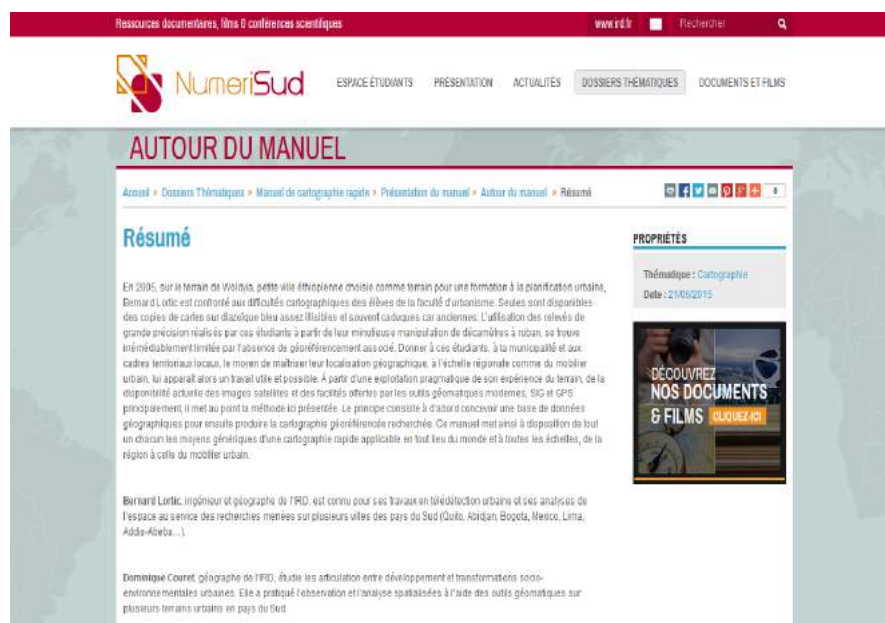 Ressources documentaires, films & conférences scientifiques
www.ird.fr
Rechercher
NumeriSud
ESPACE ÉTUDIANTS
PRÉSENTATION
ACTUALITÉS
DOSSIERS THÉMATIQUES
DOCUMENTS ET FILMS
AUTOUR DU MANUEL
Accueil » Dossiers Thématiques » Manuel de cartographie rapide » Présentation du manuel » Autour du manuel » Résumé
0
Résumé
En 2005, sur le terrain de Woldyia, petite ville éthiopienne choisie comme terrain pour une formation à la planification urbaine,
Bernard Lortic est confronté aux difficultés cartographiques des élèves de la faculté d'urbanisme. Seules sont disponibles
des copies de cartes sur diazoïque bleu assez illisibles et souvent caduques car anciennes. L'utilisation des relevés de
grande précision réalisés par ces étudiants à partir de leur minutieuse manipulation de décamètres à ruban, se trouve
irrémédiablement limitée par l'absence de géoréférencement associé. Donner à ces étudiants, à la municipalité et aux
cadres territoriaux locaux, le moyen de maîtriser leur localisation géographique, à l'échelle régionale comme du mobilier
urbain, lui apparaît alors un travail utile et possible. À partir d'une exploitation pragmatique de son expérience du terrain, de la
disponibilité actuelle des images satellites et des facilités offertes par les outils géomatiques modernes, SIG et GPS
principalement, il met au point la méthode ici présentée. Le principe consiste à d'abord concevoir une base de données
géographiques pour ensuite produire la cartographie géoréférencée recherchée. Ce manuel met ainsi à disposition de tout
un chacun les moyens génériques d'une cartographie rapide applicable en tout lieu du monde et à toutes les échelles, de la
région à celle du mobilier urbain.
Bernard Lortic, ingénieur et géographe de l'IRD, est connu pour ses travaux en télédétection urbaine et ses analyses de
l'espace au service des recherches menées sur plusieurs villes des pays du Sud (Quito, Abidjan, Bogota, Mexico, Lima,
Addis-Abeba...).
Dominique Couret, géographe de l'IRD, étudie les articulation entre développement et transformations socio-
environnementales urbaines. Elle a pratiqué l'observation et l'analyse spatialisées à l'aide des outils géomatiques sur
plusieurs terrains urbains en pays du Sud.
PROPRIÉTÉS
Thématique : Cartographie
Date : 21/06/2015
DÉCOUVREZ
NOS DOCUMENTS
& FILMS CLIQUEZ-ICI